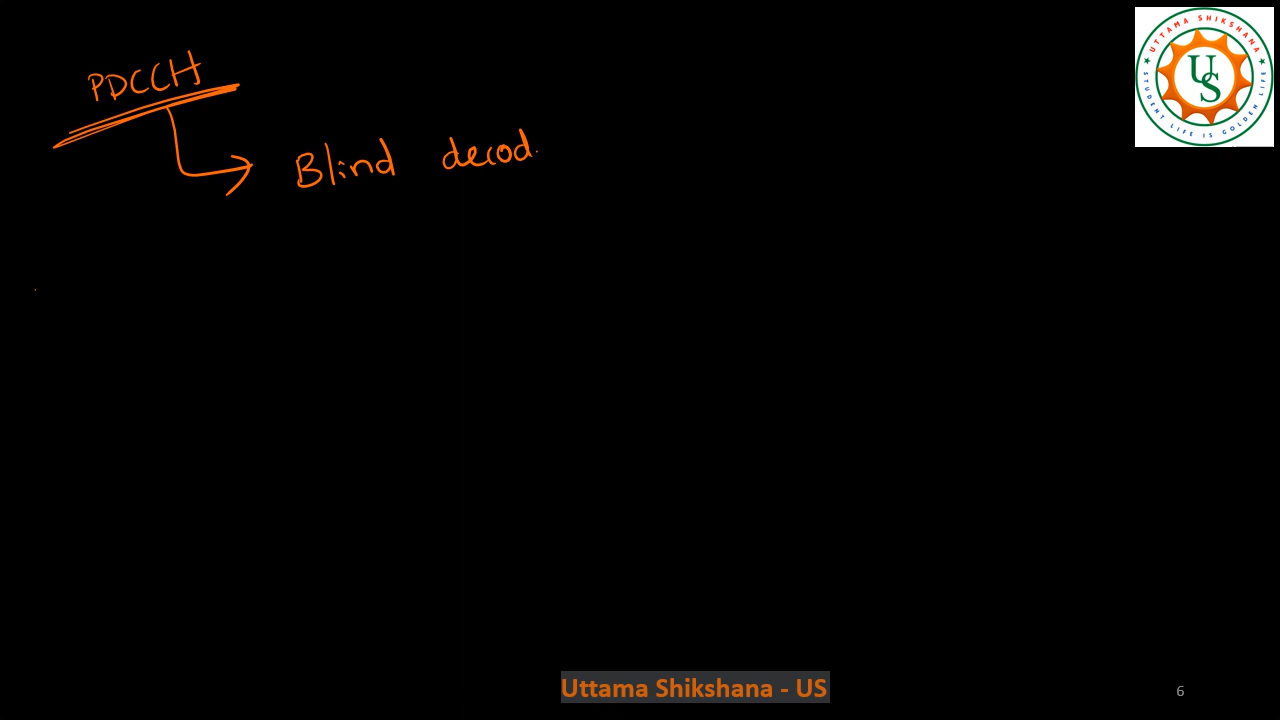 PDCCH
Blind decod.
UTTAMA SHIKSHANA
US
STUDENT LIFE IS GOLDEN LIFE
Uttama Shikshana - US
6